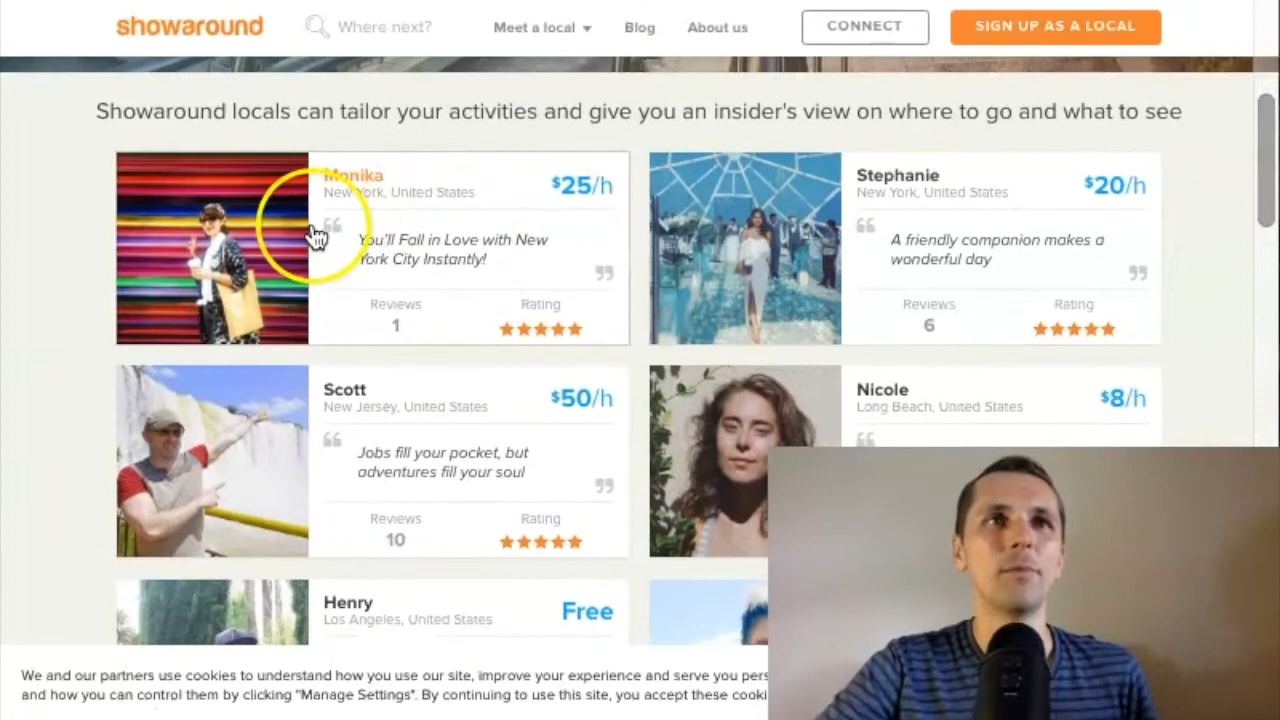 showaround
Where next?
Meet a local
Blog
About us
CONNECT
SIGN UP AS A LOCAL
Showaround locals can tailor your activities and give you an insider's view on where to go and what to see
Monika
$25/h
New York, United States
“ You'll Fall in Love with New
York City Instantly! ”
Reviews
Rating
1
Stephanie
$20/h
New York, United States
“ A friendly companion makes a
wonderful day ”
Reviews
Rating
6
Scott
$50/h
New Jersey, United States
“ Jobs fill your pocket, but
adventures fill your soul ”
Reviews
Rating
10
Nicole
$8/h
Long Beach, United States
“
Henry
Free
Los Angeles, United States
We and our partners use cookies to understand how you use our site, improve your experience and serve you
and how you can control them by clicking "Manage Settings". By continuing to use this site, you accept these